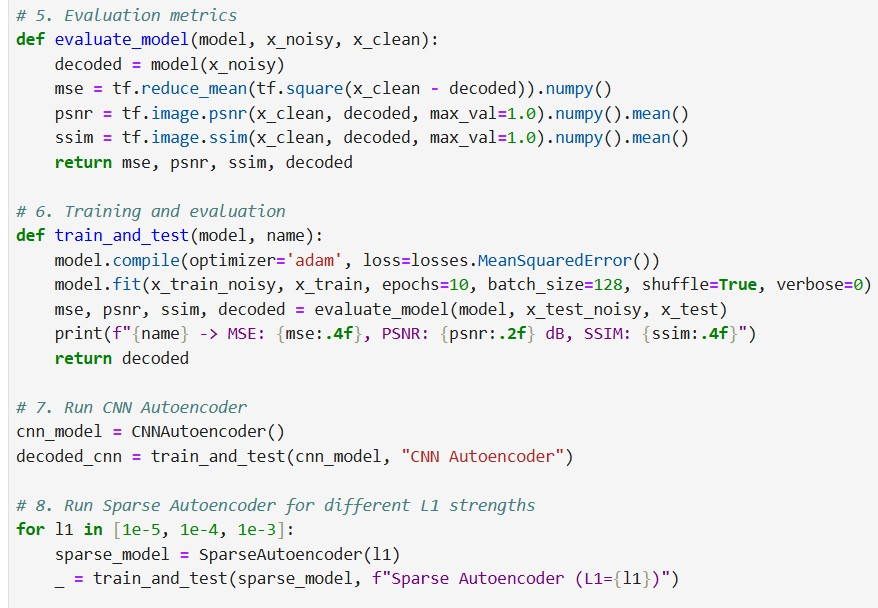 # 5. Evaluation metrics
def evaluate_model(model, x_noisy, x_clean):
    decoded = model(x_noisy)
    mse = tf.reduce_mean(tf.square(x_clean - decoded)).numpy()
    psnr = tf.image.psnr(x_clean, decoded, max_val=1.0).numpy().mean()
    ssim = tf.image.ssim(x_clean, decoded, max_val=1.0).numpy().mean()
    return mse, psnr, ssim, decoded

# 6. Training and evaluation
def train_and_test(model, name):
    model.compile(optimizer='adam', loss=losses.MeanSquaredError())
    model.fit(x_train_noisy, x_train, epochs=10, batch_size=128, shuffle=True, verbose=0)
    mse, psnr, ssim, decoded = evaluate_model(model, x_test_noisy, x_test)
    print(f"{name} -> MSE: {mse:.4f}, PSNR: {psnr:.2f} dB, SSIM: {ssim:.4f}")
    return decoded

# 7. Run CNN Autoencoder
cnn_model = CNNAutoencoder()
decoded_cnn = train_and_test(cnn_model, "CNN Autoencoder")

# 8. Run Sparse Autoencoder for different L1 strengths
for l1 in [1e-5, 1e-4, 1e-3]:
    sparse_model = SparseAutoencoder(l1)
    _ = train_and_test(sparse_model, f"Sparse Autoencoder (L1={l1})")